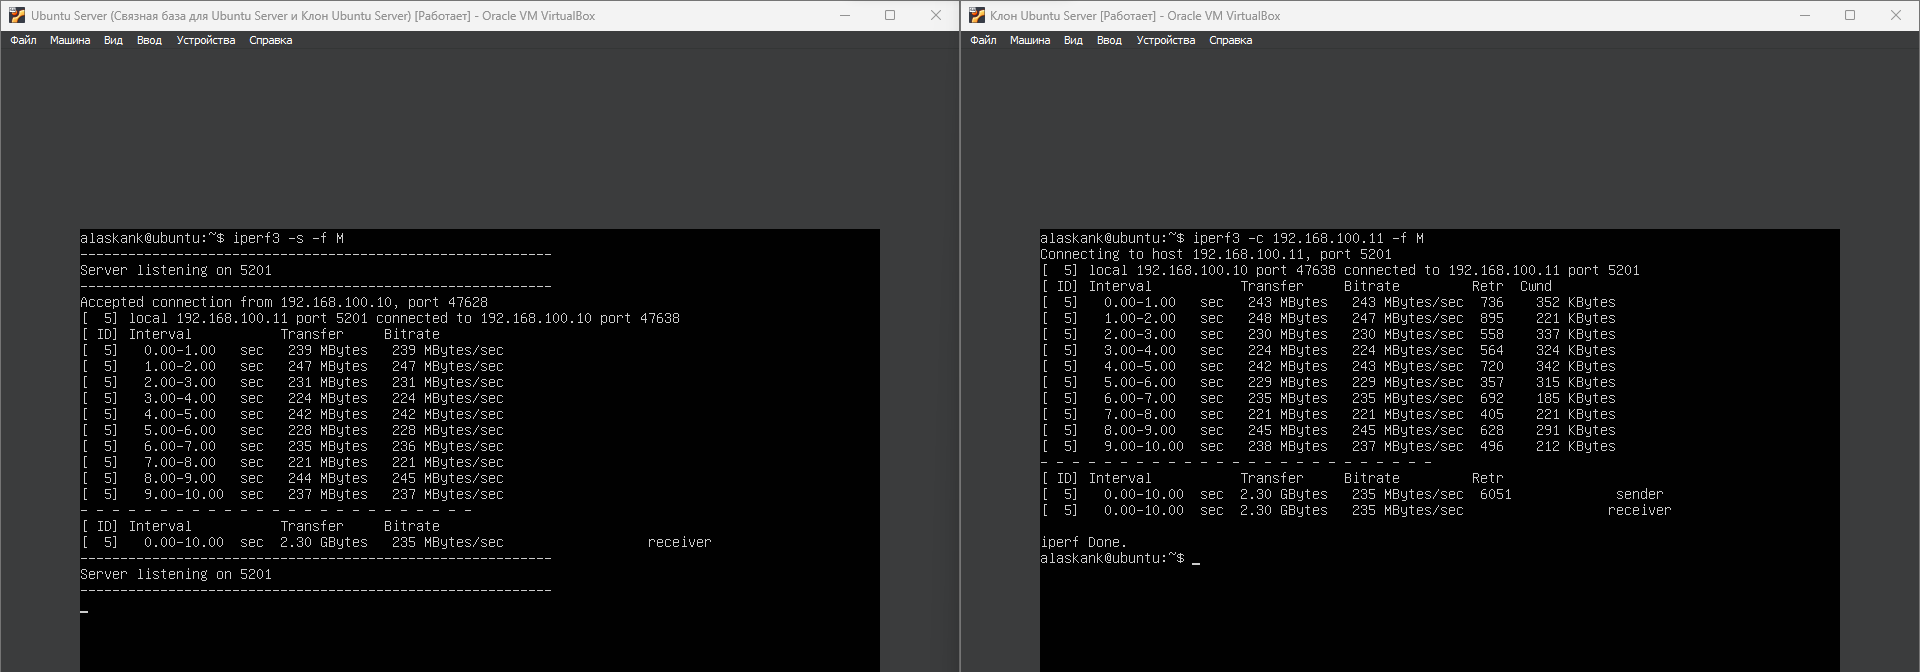 Ubuntu Server (Связная база для Ubuntu Server и Клон Ubuntu Server) [Работает] - Oracle VM VirtualBox
Файл Машина Вид Ввод Устройства Справка
alaskank@ubuntu:~$ iperf3 -s -f M
-----------------------------------------------------------
Server listening on 5201
-----------------------------------------------------------
Accepted connection from 192.168.100.10, port 47628
[  5] local 192.168.100.11 port 5201 connected to 192.168.100.10 port 47638
[ ID] Interval           Transfer     Bitrate
[  5]   0.00-1.00   sec   239 MBytes   239 MBytes/sec
[  5]   1.00-2.00   sec   247 MBytes   247 MBytes/sec
[  5]   2.00-3.00   sec   231 MBytes   231 MBytes/sec
[  5]   3.00-4.00   sec   224 MBytes   224 MBytes/sec
[  5]   4.00-5.00   sec   242 MBytes   242 MBytes/sec
[  5]   5.00-6.00   sec   228 MBytes   228 MBytes/sec
[  5]   6.00-7.00   sec   235 MBytes   236 MBytes/sec
[  5]   7.00-8.00   sec   221 MBytes   221 MBytes/sec
[  5]   8.00-9.00   sec   244 MBytes   245 MBytes/sec
[  5]   9.00-10.00  sec   237 MBytes   237 MBytes/sec
- - - - - - - - - - - - - - - - - - - - - - - - -
[ ID] Interval           Transfer     Bitrate
[  5]   0.00-10.00  sec  2.30 GBytes   235 MBytes/sec                  receiver
-----------------------------------------------------------
Server listening on 5201
-----------------------------------------------------------
Клон Ubuntu Server [Работает] - Oracle VM VirtualBox
Файл Машина Вид Ввод Устройства Справка
alaskank@ubuntu:~$ iperf3 -c 192.168.100.11 -f M
Connecting to host 192.168.100.11, port 5201
[  5] local 192.168.100.10 port 47638 connected to 192.168.100.11 port 5201
[ ID] Interval           Transfer     Bitrate         Retr  Cwnd
[  5]   0.00-1.00   sec   243 MBytes   243 MBytes/sec  736    352 KBytes
[  5]   1.00-2.00   sec   248 MBytes   247 MBytes/sec  895    221 KBytes
[  5]   2.00-3.00   sec   230 MBytes   230 MBytes/sec  558    337 KBytes
[  5]   3.00-4.00   sec   224 MBytes   224 MBytes/sec  564    324 KBytes
[  5]   4.00-5.00   sec   242 MBytes   243 MBytes/sec  720    342 KBytes
[  5]   5.00-6.00   sec   229 MBytes   229 MBytes/sec  357    315 KBytes
[  5]   6.00-7.00   sec   235 MBytes   235 MBytes/sec  692    185 KBytes
[  5]   7.00-8.00   sec   221 MBytes   221 MBytes/sec  405    221 KBytes
[  5]   8.00-9.00   sec   245 MBytes   245 MBytes/sec  628    291 KBytes
[  5]   9.00-10.00  sec   238 MBytes   237 MBytes/sec  496    212 KBytes
- - - - - - - - - - - - - - - - - - - - - - - - -
[ ID] Interval           Transfer     Bitrate         Retr
[  5]   0.00-10.00  sec  2.30 GBytes   235 MBytes/sec  6051             sender
[  5]   0.00-10.00  sec  2.30 GBytes   235 MBytes/sec                  receiver
iperf Done.
alaskank@ubuntu:~$ _